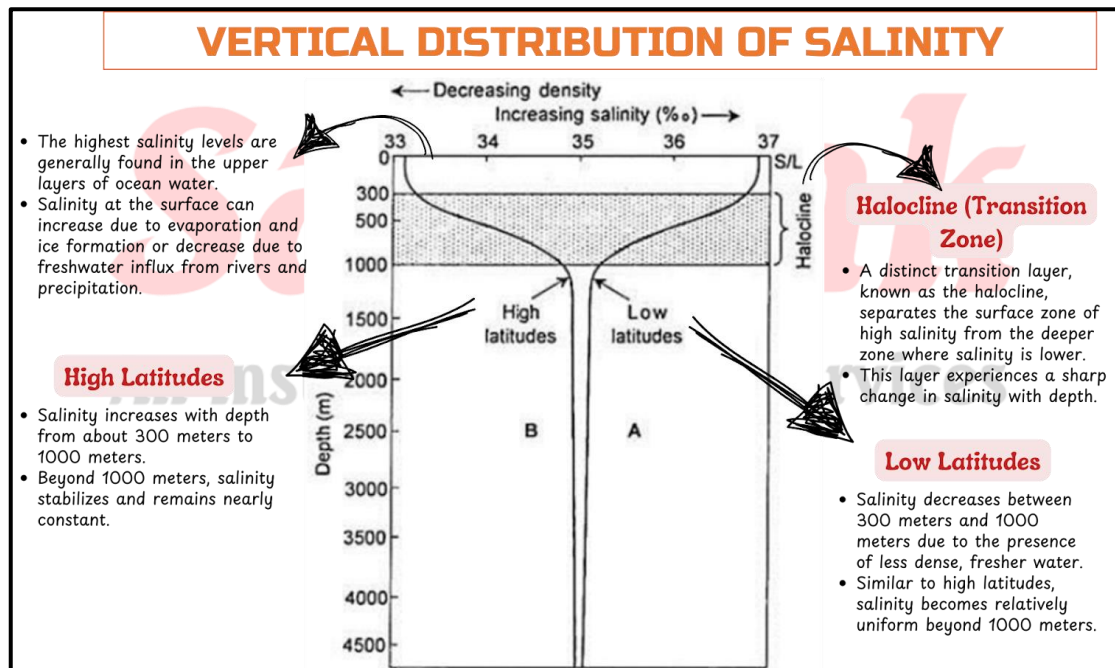 VERTICAL DISTRIBUTION OF SALINITY
← Decreasing density
Increasing salinity (‰) →
33 34 35 36 37
S/L
0
300
500
1000
1500
2000
2500
3000
3500
4000
4500
Depth (m)
Halocline
High
latitudes
Low
latitudes
B
A
• The highest salinity levels are
generally found in the upper
layers of ocean water.
• Salinity at the surface can
increase due to evaporation and
ice formation or decrease due to
freshwater influx from rivers and
precipitation.
High Latitudes
• Salinity increases with depth
from about 300 meters to
1000 meters.
• Beyond 1000 meters, salinity
stabilizes and remains nearly
constant.
Halocline (Transition
Zone)
• A distinct transition layer,
known as the halocline,
separates the surface zone of
high salinity from the deeper
zone where salinity is lower.
• This layer experiences a sharp
change in salinity with depth.
Low Latitudes
• Salinity decreases between
300 meters and 1000
meters due to the presence
of less dense, fresher water.
• Similar to high latitudes,
salinity becomes relatively
uniform beyond 1000 meters.